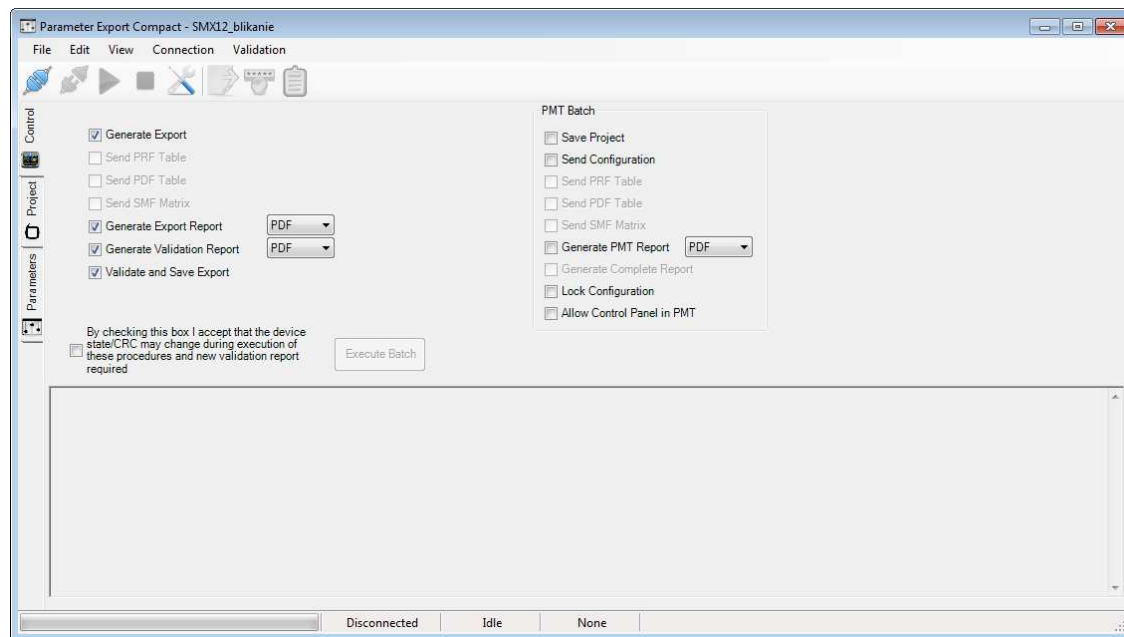 Parameter Export Compact - SMX12_blikanie
File Edit View Connection Validation
Control
Project
Parameters
Generate Export
Send PRF Table
Send PDF Table
Send SMF Matrix
Generate Export Report PDF
Generate Validation Report PDF
Validate and Save Export
By checking this box I accept that the device
state/CRC may change during execution of
these procedures and new validation report
required
Execute Batch
PMT Batch
Save Project
Send Configuration
Send PRF Table
Send PDF Table
Send SMF Matrix
Generate PMT Report PDF
Generate Complete Report
Lock Configuration
Allow Control Panel in PMT
Disconnected Idle None